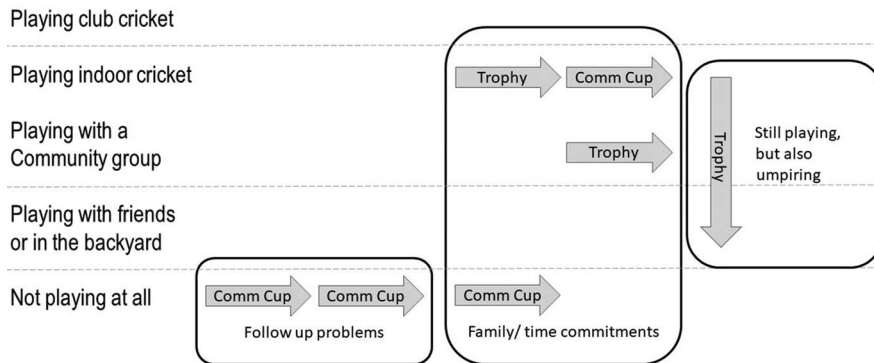 Playing club cricket
Playing indoor cricket
Trophy
Comm Cup
Playing with a
Community group
Trophy
Trophy
Still playing,
but also
umpiring
Playing with friends
or in the backyard
Not playing at all
Comm Cup
Comm Cup
Comm Cup
Follow up problems
Family/ time commitments